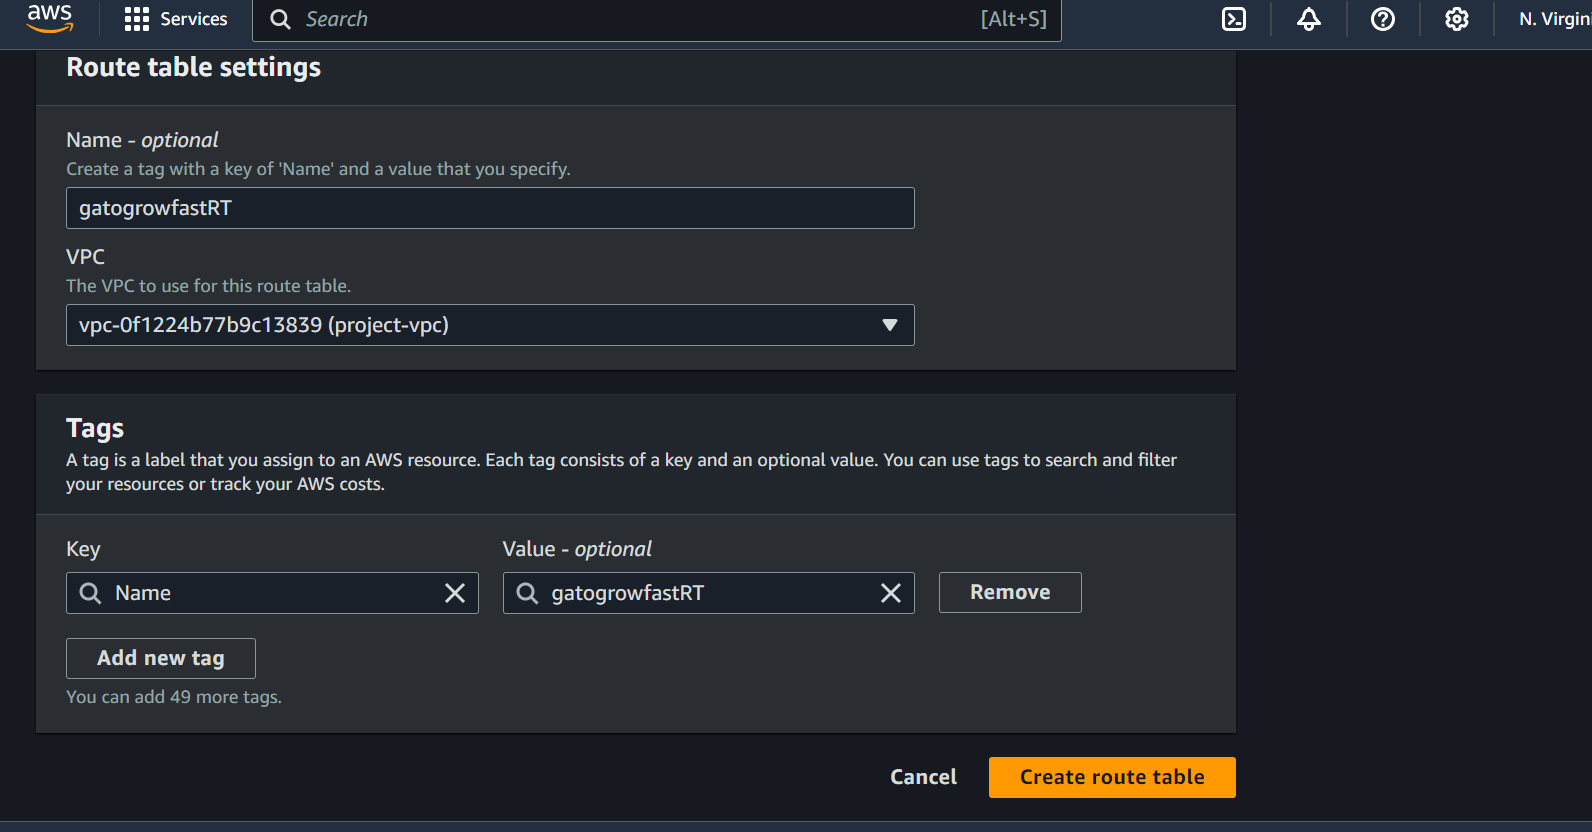 aws
Services
Search
[Alt+S]
N. Virgini
Route table settings
Name - optional
Create a tag with a key of 'Name' and a value that you specify.
gatogrowfastRT
VPC
The VPC to use for this route table.
vpc-0f1224b77b9c13839 (project-vpc)
Tags
A tag is a label that you assign to an AWS resource. Each tag consists of a key and an optional value. You can use tags to search and filter
your resources or track your AWS costs.
Key
Value - optional
Name
gatogrowfastRT
Remove
Add new tag
You can add 49 more tags.
Cancel
Create route table